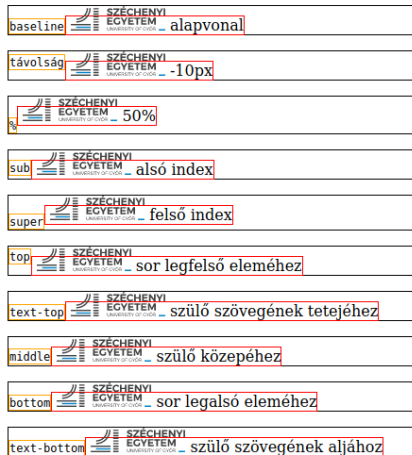 baseline SZÉCHENYI EGYETEM UNIVERSITY OF GYŐR _ alapvonal
távolság SZÉCHENYI EGYETEM UNIVERSITY OF GYŐR _ -10px
% SZÉCHENYI EGYETEM UNIVERSITY OF GYŐR _ 50%
sub SZÉCHENYI EGYETEM UNIVERSITY OF GYŐR _ alsó index
super SZÉCHENYI EGYETEM UNIVERSITY OF GYŐR _ felső index
top SZÉCHENYI EGYETEM UNIVERSITY OF GYŐR _ sor legfelső eleméhez
text-top SZÉCHENYI EGYETEM UNIVERSITY OF GYŐR _ szülő szövegének tetejéhez
middle SZÉCHENYI EGYETEM UNIVERSITY OF GYŐR _ szülő közepéhez
bottom SZÉCHENYI EGYETEM UNIVERSITY OF GYŐR _ sor legalsó eleméhez
text-bottom SZÉCHENYI EGYETEM UNIVERSITY OF GYŐR _ szülő szövegének aljához